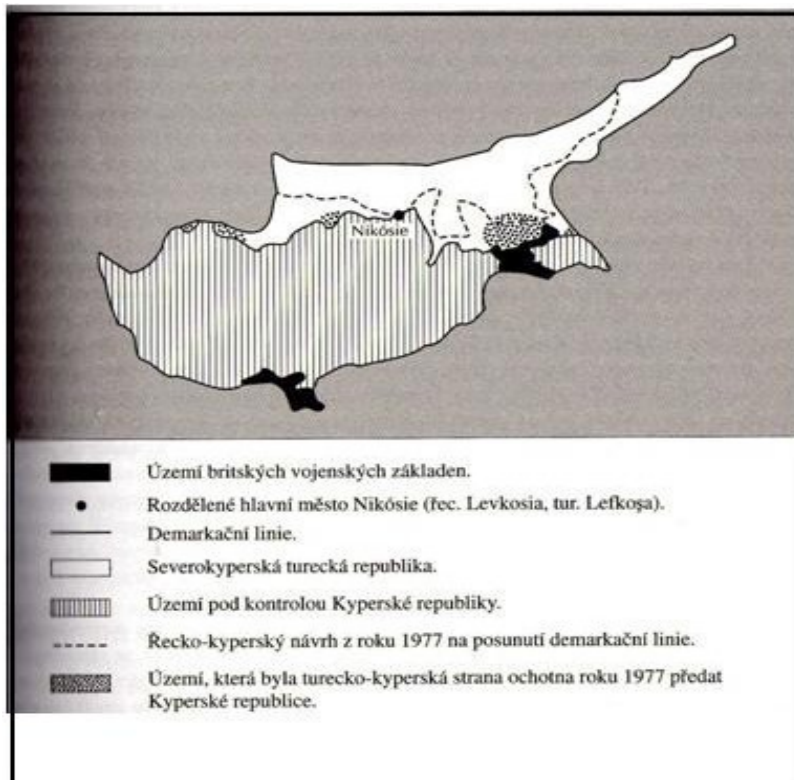 Nikósie
Území britských vojenských základen.
Rozdělené hlavní město Nikósie (řec. Levkosia, tur. Lefkoşa).
Demarkační linie.
Severokyperská turecká republika.
Území pod kontrolou Kyperské republiky.
Řecko-kyperský návrh z roku 1977 na posunutí demarkační linie.
Území, která byla turecko-kyperská strana ochotna roku 1977 předat
Kyperské republice.